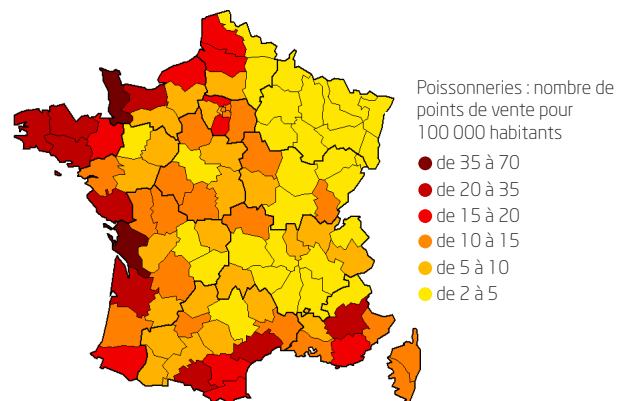 Poissonneries : nombre de
points de vente pour
100 000 habitants
de 35 à 70
de 20 à 35
de 15 à 20
de 10 à 15
de 5 à 10
de 2 à 5